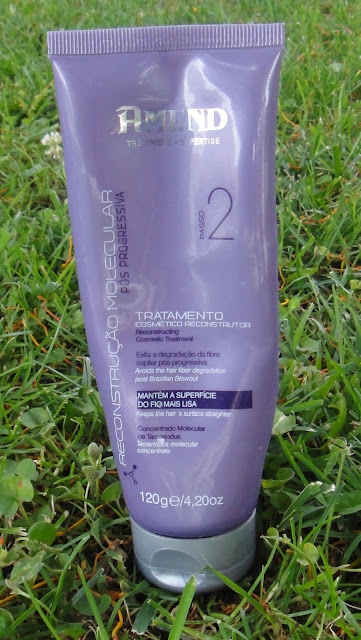 AMEND
TREATMENT EXPERTISE
RECONSTRUÇÃO MOLECULAR
PÓS PROGRESSIVA
PASSO 2
TRATAMENTO
COSMÉTICO RECONSTRUTOR
Reconstructing
Cosmetic Treatment
Evita a degradação da fibra
capilar pós progressiva
Avoids the hair fiber degradation
post Brazilian Blowout
MANTÉM A SUPERFÍCIE
DO FIO MAIS LISA
Keeps the hair´s surface straighter
Concentrado Molecular
de Tamarindus
Tamarindus molecular
concentrate
120g e/4,20oz